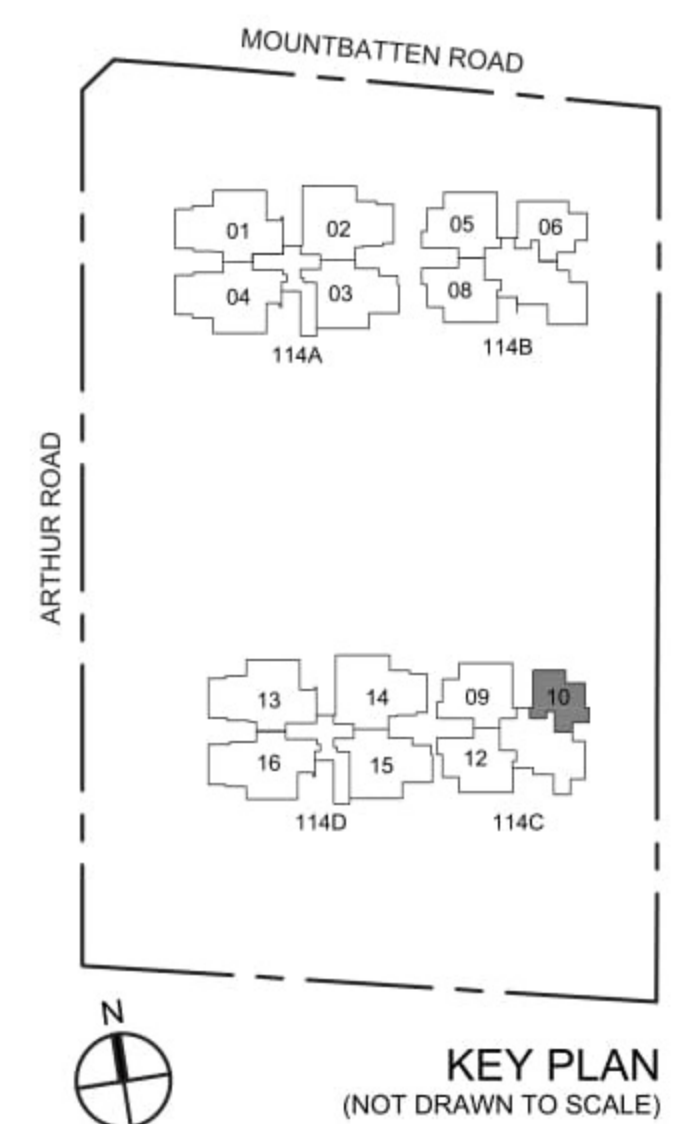 MOUNTBATTEN ROAD
01 02 05 06
04 03 08
114A 114B
ARTHUR ROAD
13 14 09 10
16 15 12
114D 114C
N
KEY PLAN
(NOT DRAWN TO SCALE)